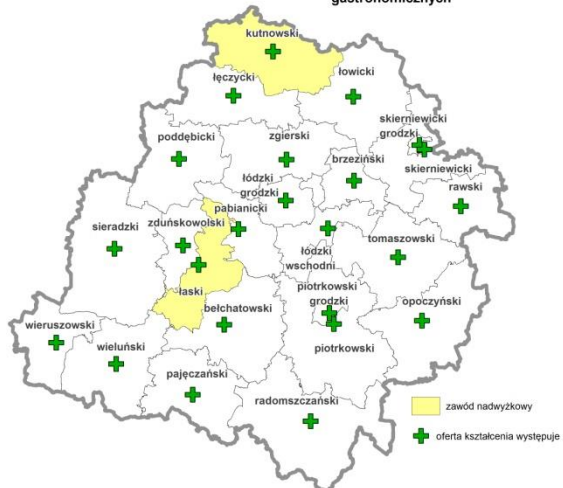 gastronomicznych
kutnowski
łęczycki
łowicki
skierniewicki
grodzki
poddębicki
zgierski
brzeziński
skierniewicki
rawski
łódzki
grodzki
pabianicki
sieradzki
zduńskowolski
łódzki
wschodni
tomaszowski
łaski
bełchatowski
piotrkowski
grodzki
opoczyński
wieruszowski
wieluński
piotrkowski
pajęczański
radomszczański
zawód nadwyżkowy
oferta kształcenia występuje